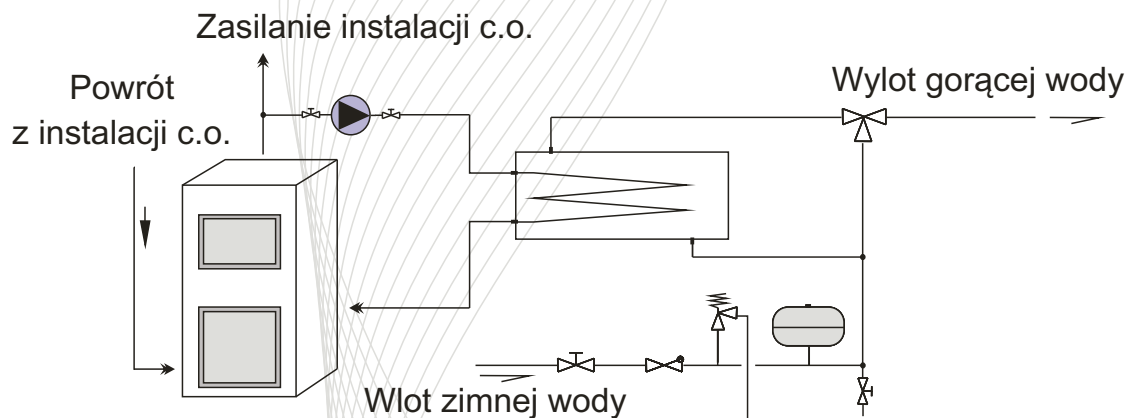 Zasilanie instalacji c.o.
Powrót
z instalacji c.o.
Wylot gorącej wody
Wlot zimnej wody